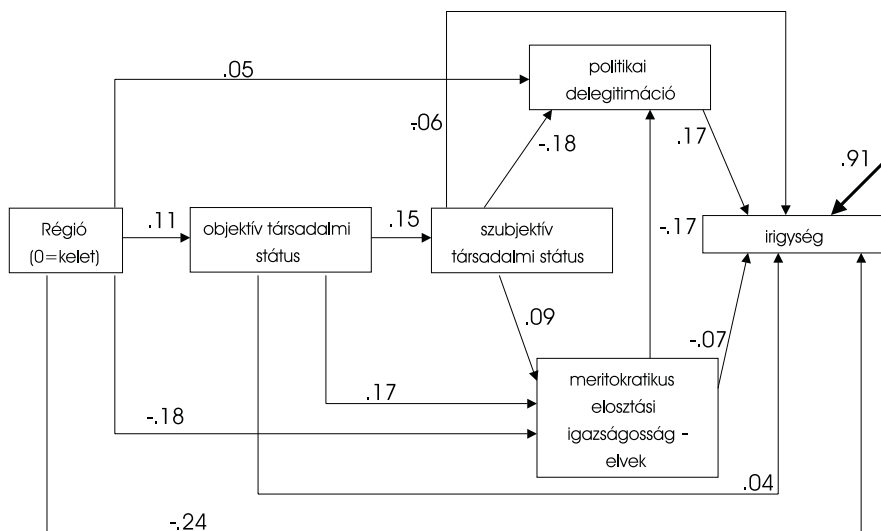 politikai
delegitimáció
.05
-.06
-.18
.17
.91
Régió
(0=kelet)
.11
objektív társadalmi
státus
.15
szubjektív
társadalmi státus
-.17
irigység
.09
-.07
meritokratikus
elosztási
igazságosság -
elvek
.17
-.18
.04
-.24